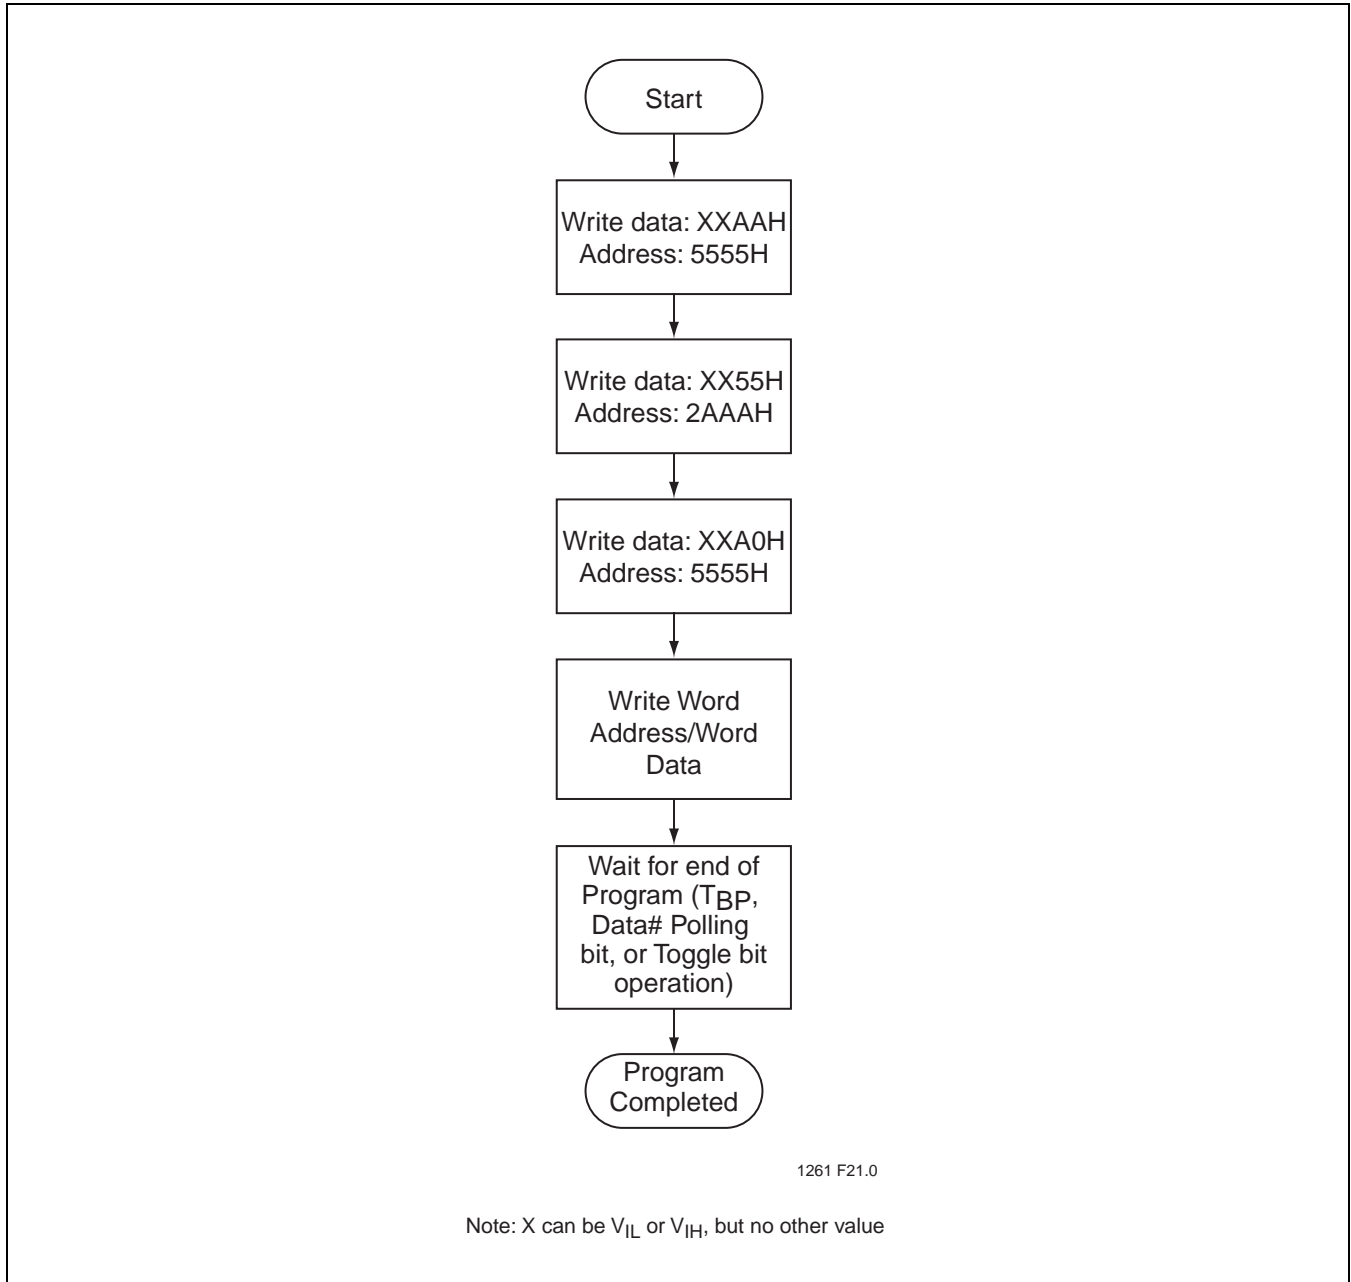 Start
Write data: XXAAH
Address: 5555H
Write data: XX55H
Address: 2AAAH
Write data: XXA0H
Address: 5555H
Write Word
Address/Word
Data
Wait for end of
Program (TBP,
Data# Polling
bit, or Toggle bit
operation)
Program
Completed
1261 F21.0
Note: X can be VIL or VIH, but no other value